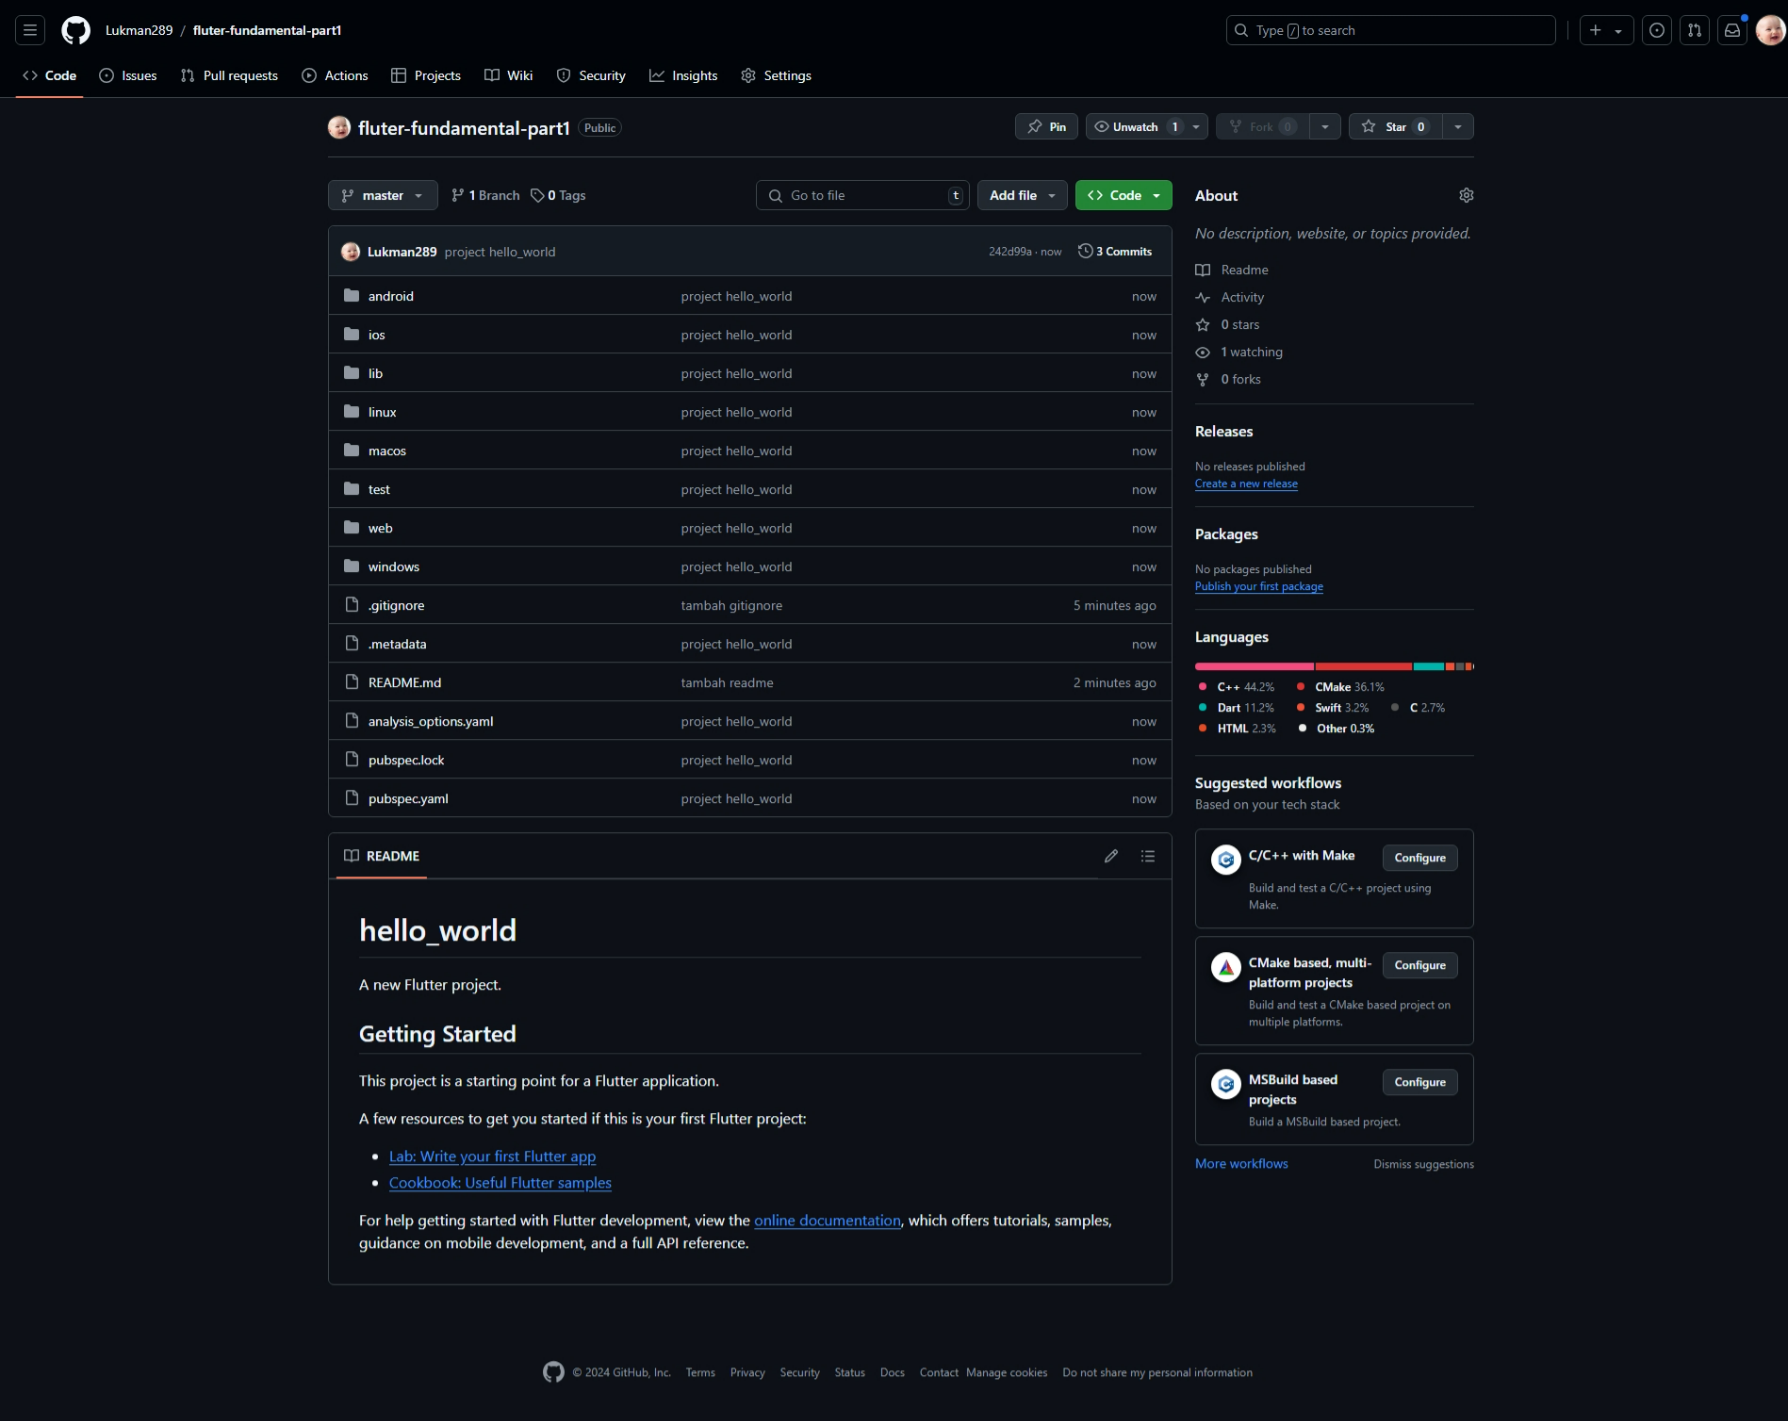 Lukman289 / fluter-fundamental-part1
Type / to search
Code Issues Pull requests Actions Projects Wiki Security Insights Settings
fluter-fundamental-part1 Public
Pin Unwatch 1 Fork 0 Star 0
master 1 Branch 0 Tags Go to file t Add file Code
Lukman289 project hello_world 242d99a · now 3 Commits
android project hello_world now
ios project hello_world now
lib project hello_world now
linux project hello_world now
macos project hello_world now
test project hello_world now
web project hello_world now
windows project hello_world now
.gitignore tambah gitignore 5 minutes ago
.metadata project hello_world now
README.md tambah readme 2 minutes ago
analysis_options.yaml project hello_world now
pubspec.lock project hello_world now
pubspec.yaml project hello_world now
README
hello_world
A new Flutter project.
Getting Started
This project is a starting point for a Flutter application.
A few resources to get you started if this is your first Flutter project:
Lab: Write your first Flutter app
Cookbook: Useful Flutter samples
For help getting started with Flutter development, view the online documentation, which offers tutorials, samples,
guidance on mobile development, and a full API reference.
About
No description, website, or topics provided.
Readme
Activity
0 stars
1 watching
0 forks
Releases
No releases published
Create a new release
Packages
No packages published
Publish your first package
Languages
C++ 44.2% CMake 36.1%
Dart 11.2% Swift 3.2% C 2.7%
HTML 2.3% Other 0.3%
Suggested workflows
Based on your tech stack
C/C++ with Make Configure
Build and test a C/C++ project using
Make.
CMake based, multi- Configure
platform projects
Build and test a CMake based project on
multiple platforms.
MSBuild based Configure
projects
Build a MSBuild based project.
More workflows Dismiss suggestions
© 2024 GitHub, Inc. Terms Privacy Security Status Docs Contact Manage cookies Do not share my personal information